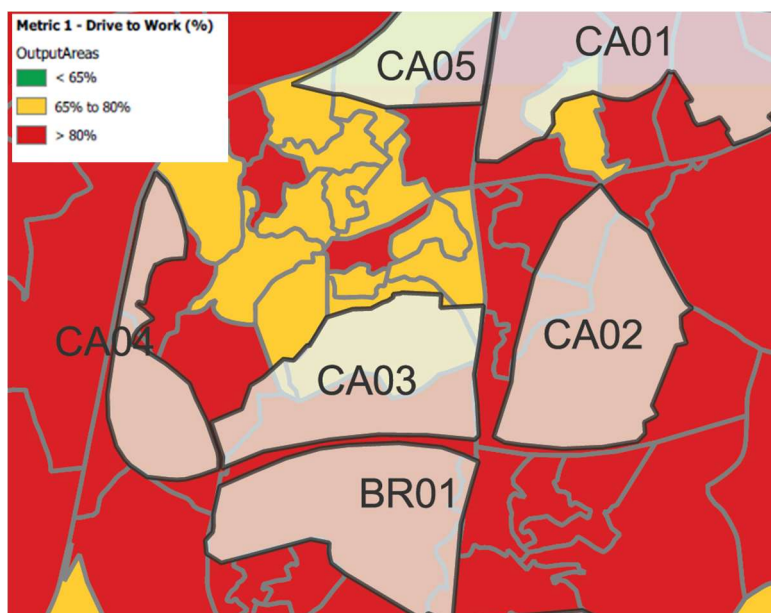 Metric 1 - Drive to Work (%)
OutputAreas
< 65%
65% to 80%
> 80%
CA05
CA01
CA04
CA03
CA02
BR01